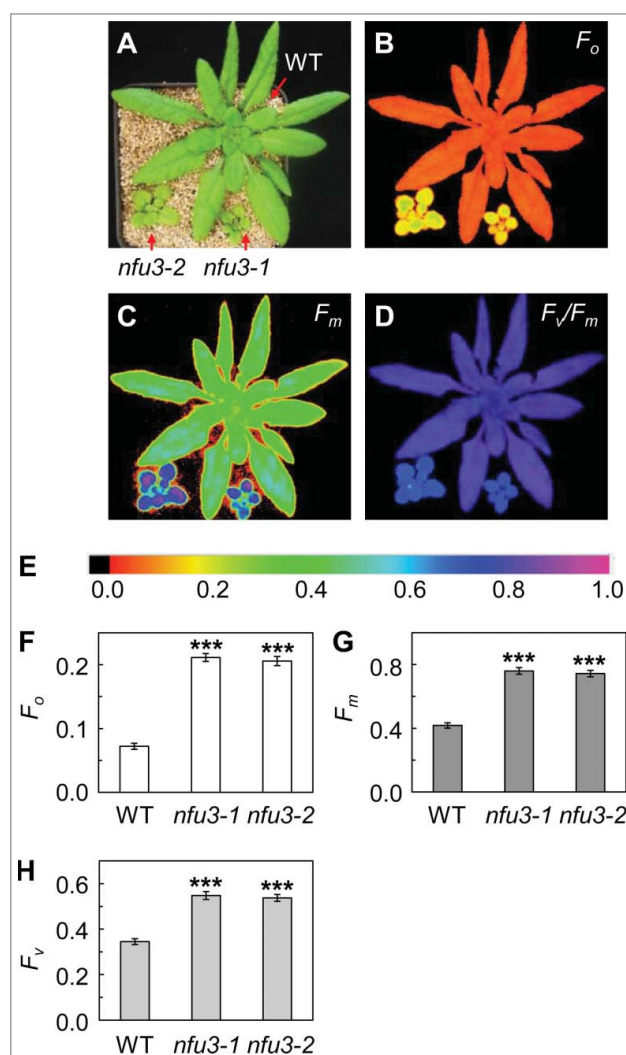 A
WT
nfu3-2 nfu3-1
B
Fo
C
Fm
D
Fv/Fm
E
0.0 0.2 0.4 0.6 0.8 1.0
F
***
***
0.2
0.1
0.0
Fo
WT nfu3-1 nfu3-2
G
***
***
0.8
0.4
0.0
Fm
WT nfu3-1 nfu3-2
H
***
***
0.6
0.4
0.2
0.0
Fv
WT nfu3-1 nfu3-2